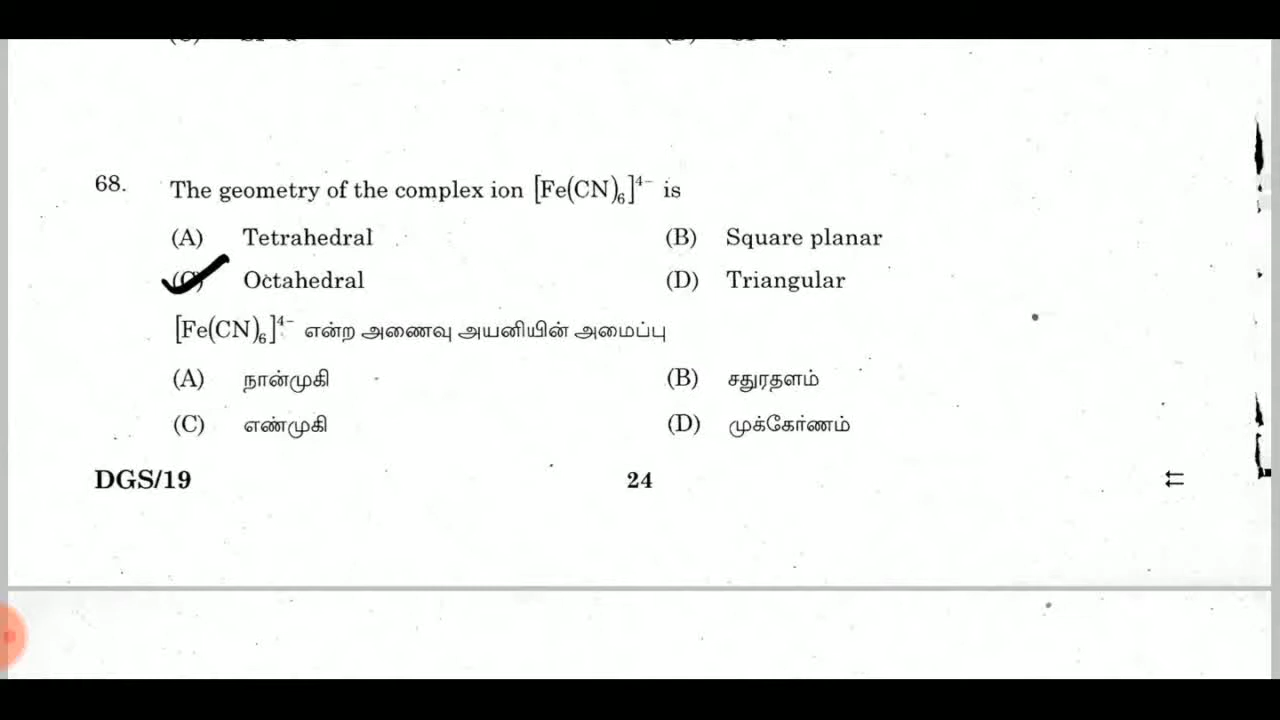 68. The geometry of the complex ion [Fe(CN)₆]⁴⁻ is
(A) Tetrahedral (B) Square planar
(C) Octahedral (D) Triangular
[Fe(CN)₆]⁴⁻ என்ற அணைவு அயனியின் அமைப்பு
(A) நான்முகி (B) சதுரதளம்
(C) எண்முகி (D) முக்கோணம்
DGS/19 24 ⇇